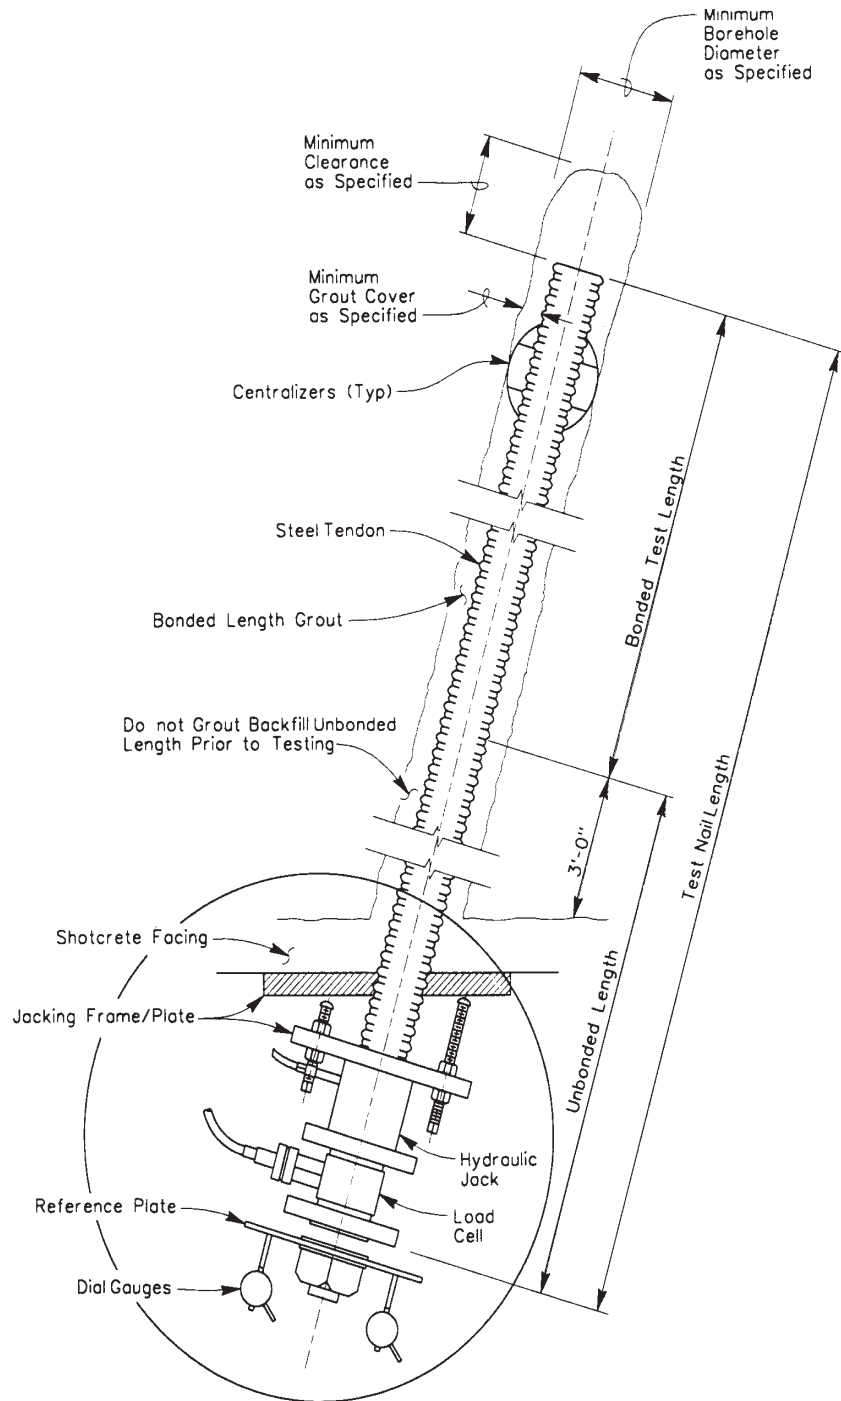 Minimum
Borehole
Diameter
as Specified
Minimum
Clearance
as Specified
Minimum
Grout Cover
as Specified
Centralizers (Typ)
Steel Tendon
Bonded Length Grout
Do not Grout Backfill Unbonded
Length Prior to Testing
Bonded Test Length
Test Nail Length
3'-0"
Unbonded Length
Shotcrete Facing
Jacking Frame/Plate
Hydraulic
Jack
Reference Plate
Load
Cell
Dial Gauges